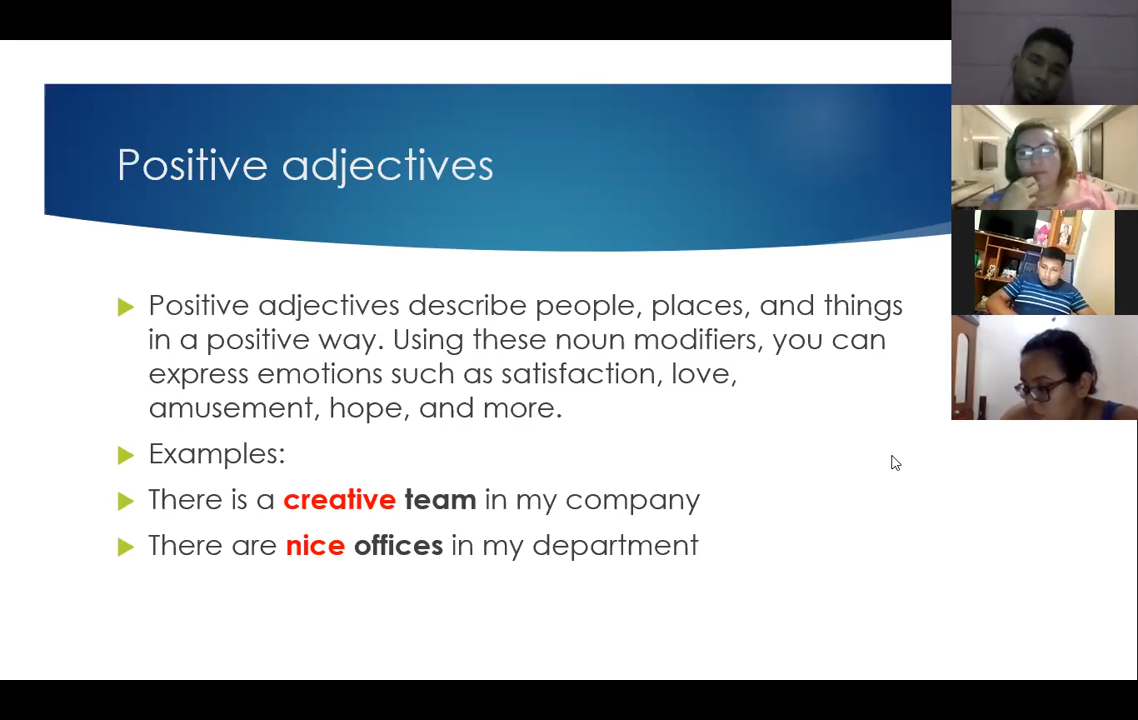 Positive adjectives
Positive adjectives describe people, places, and things
in a positive way. Using these noun modifiers, you can
express emotions such as satisfaction, love,
amusement, hope, and more.
Examples:
There is a creative team in my company
There are nice offices in my department